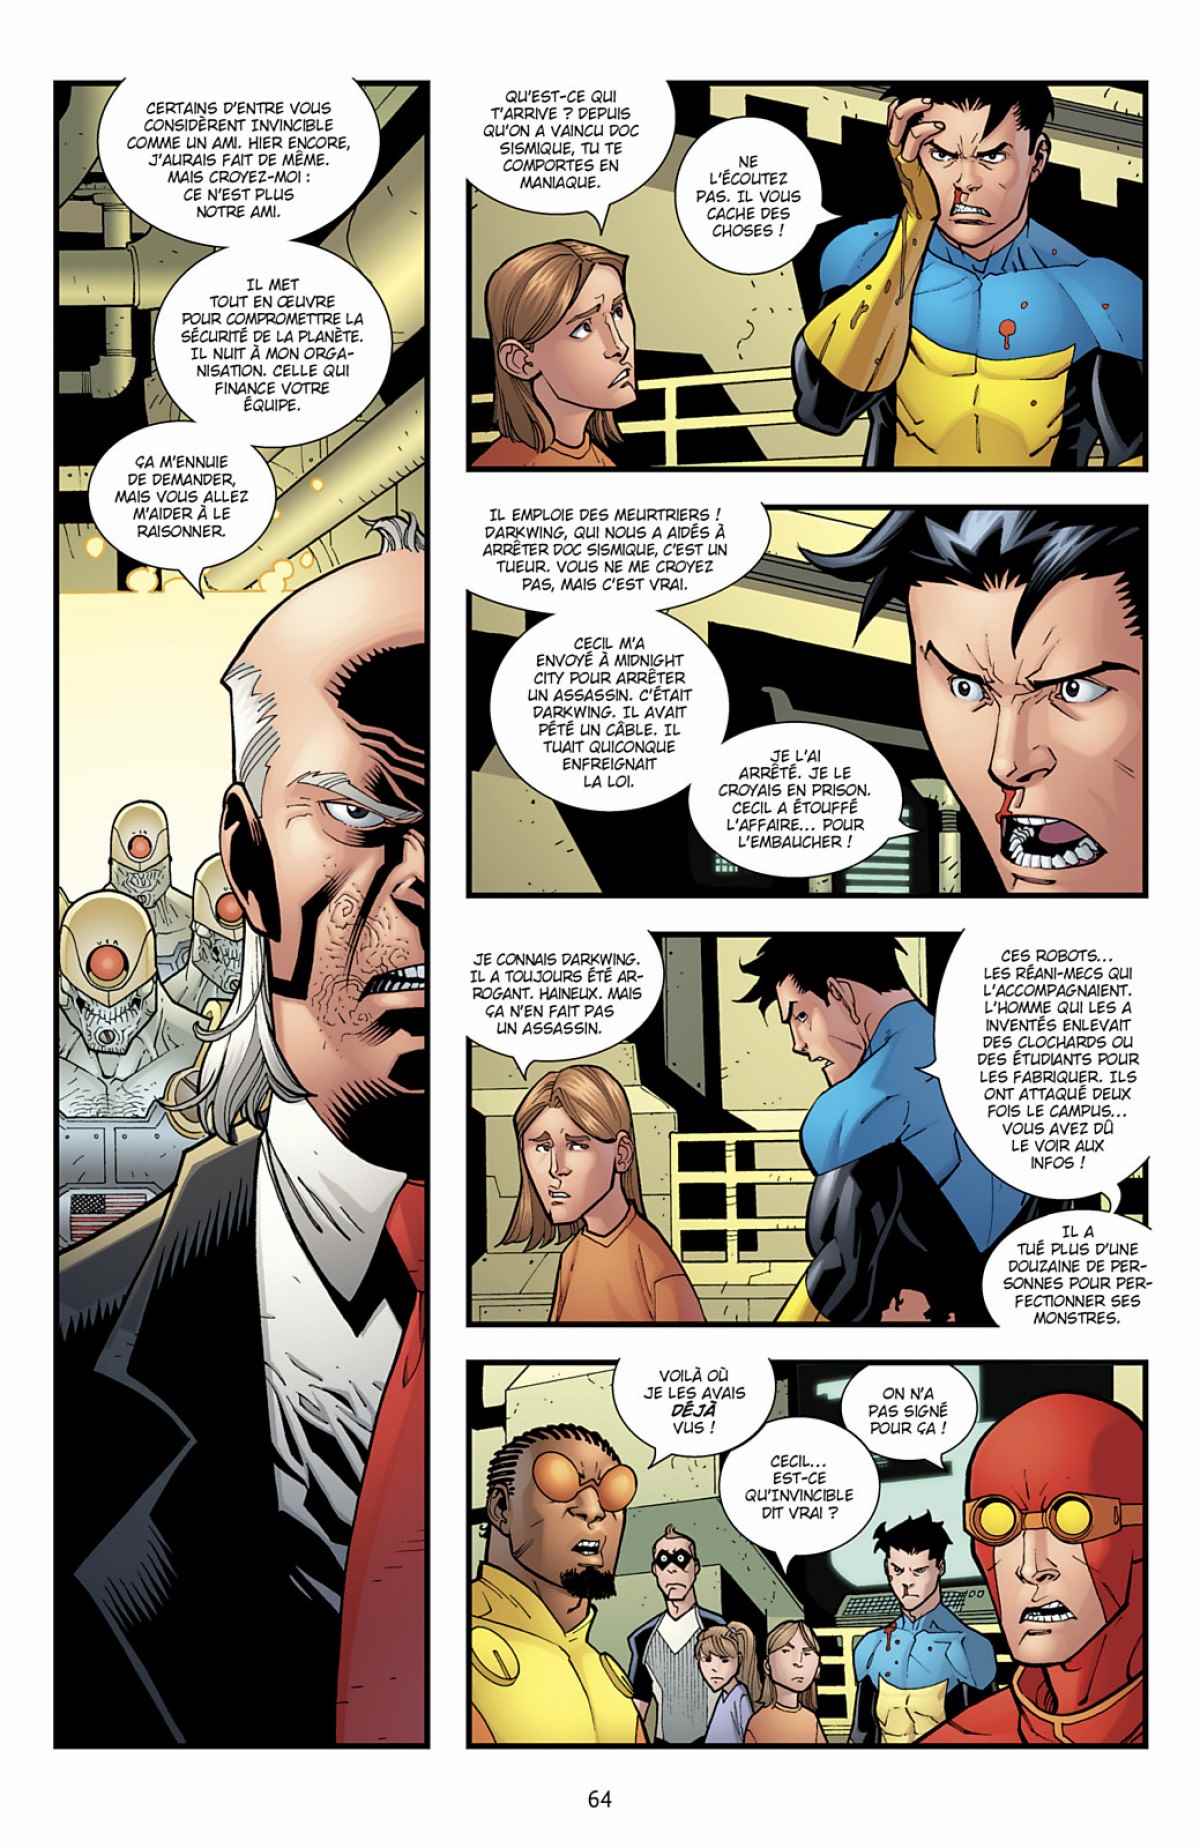 CERTAINS D'ENTRE VOUS
CONSIDÈRENT INVINCIBLE
COMME UN AMI. HIER ENCORE,
J'AURAIS FAIT DE MÊME.
MAIS CROYEZ-MOI :
CE N'EST PLUS
NOTRE AMI.
IL MET
TOUT EN ŒUVRE
POUR COMPROMETTRE LA
SÉCURITÉ DE LA PLANÈTE.
IL NUIT À MON ORGA-
NISATION. CELLE QUI
FINANCE VOTRE
ÉQUIPE.
ÇA M'ENNUIE
DE DEMANDER,
MAIS VOUS ALLEZ
M'AIDER À LE
RAISONNER.
QU'EST-CE QUI
T'ARRIVE ? DEPUIS
QU'ON A VAINCU DOC
SISMIQUE, TU TE
COMPORTES EN
MANIAQUE.
NE
L'ÉCOUTEZ
PAS. IL VOUS
CACHE DES
CHOSES !
IL EMPLOIE DES MEURTRIERS !
DARKWING, QUI NOUS A AIDÉS À
ARRÊTER DOC SISMIQUE, C'EST UN
TUEUR. VOUS NE ME CROYEZ
PAS, MAIS C'EST VRAI.
CECIL M'A
ENVOYÉ À MIDNIGHT
CITY POUR ARRÊTER
UN ASSASSIN. C'ÉTAIT
DARKWING. IL AVAIT
PÉTÉ UN CÂBLE. IL
TUAIT QUICONQUE
ENFREIGNAIT
LA LOI.
JE L'AI
ARRÊTÉ. JE LE
CROYAIS EN PRISON.
CECIL A ÉTOUFFÉ
L'AFFAIRE... POUR
L'EMBAUCHER !
JE CONNAIS DARKWING.
IL A TOUJOURS ÉTÉ AR-
ROGANT. HAINEUX. MAIS
ÇA N'EN FAIT PAS
UN ASSASSIN.
CES ROBOTS...
LES RÉANI-MECS QUI
L'ACCOMPAGNAIENT.
L'HOMME QUI LES A
INVENTÉS ENLEVAIT
DES CLOCHARDS OU
DES ÉTUDIANTS POUR
LES FABRIQUER. ILS
ONT ATTAQUÉ DEUX
FOIS LE CAMPUS...
VOUS AVEZ DÛ
LE VOIR AUX
INFOS !
IL A
TUÉ PLUS D'UNE
DOUZAINE DE PER-
SONNES POUR PER-
FECTIONNER SES
MONSTRES.
VOILÀ OÙ
JE LES AVAIS
DÉJÀ
VUS !
CECIL...
EST-CE
QU'INVINCIBLE
DIT VRAI ?
ON N'A
PAS SIGNÉ
POUR ÇA !
64